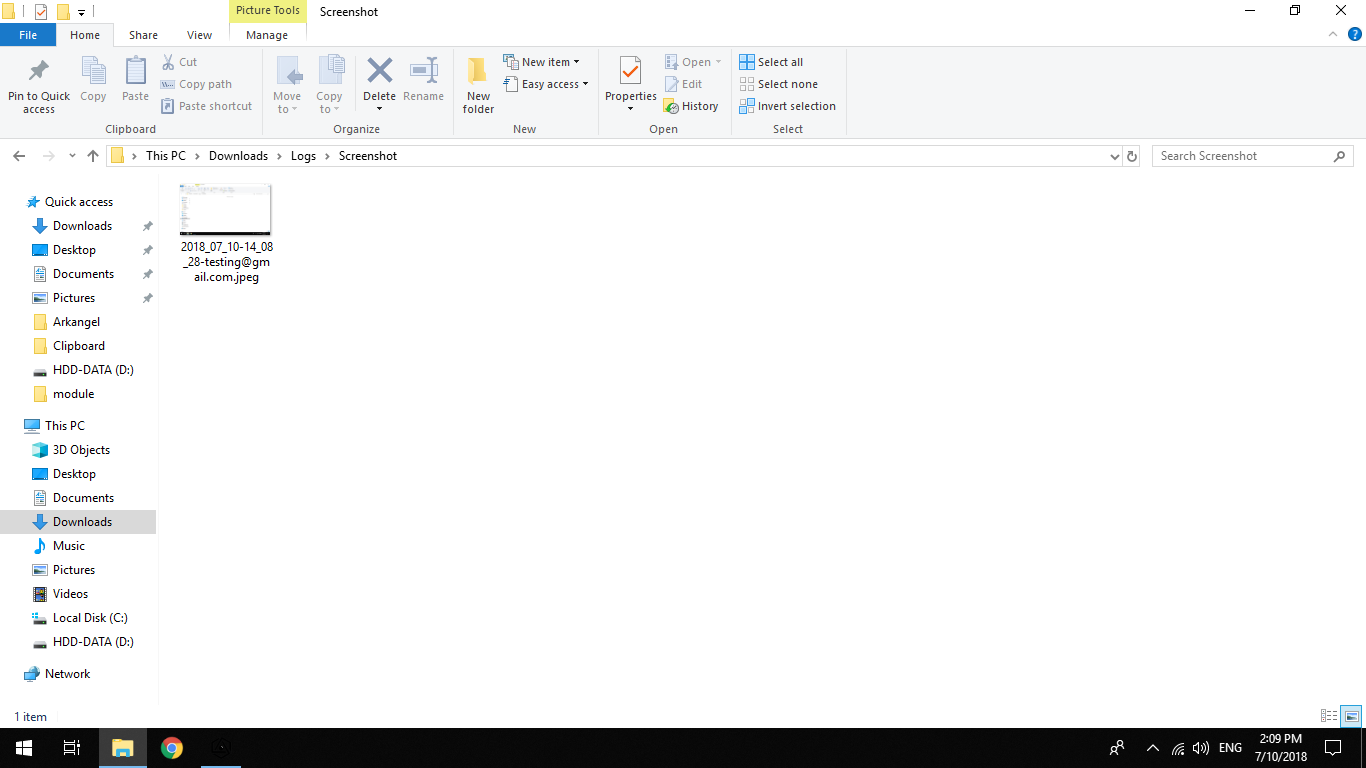 Picture Tools
Screenshot
File
Home
Share
View
Manage
Pin to Quick
access
Copy
Paste
Cut
Copy path
Paste shortcut
Clipboard
Move
to
Copy
to
Delete
Rename
Organize
New
folder
New item
Easy access
New
Properties
Open
Edit
History
Open
Select all
Select none
Invert selection
Select
This PC
Downloads
Logs
Screenshot
Search Screenshot
Quick access
Downloads
Desktop
Documents
Pictures
Arkangel
Clipboard
HDD-DATA (D:)
module
This PC
3D Objects
Desktop
Documents
Downloads
Music
Pictures
Videos
Local Disk (C:)
HDD-DATA (D:)
Network
2018_07_10-14_08
_28-testing@gm
ail.com.jpeg
1 item
ENG
2:09 PM
7/10/2018